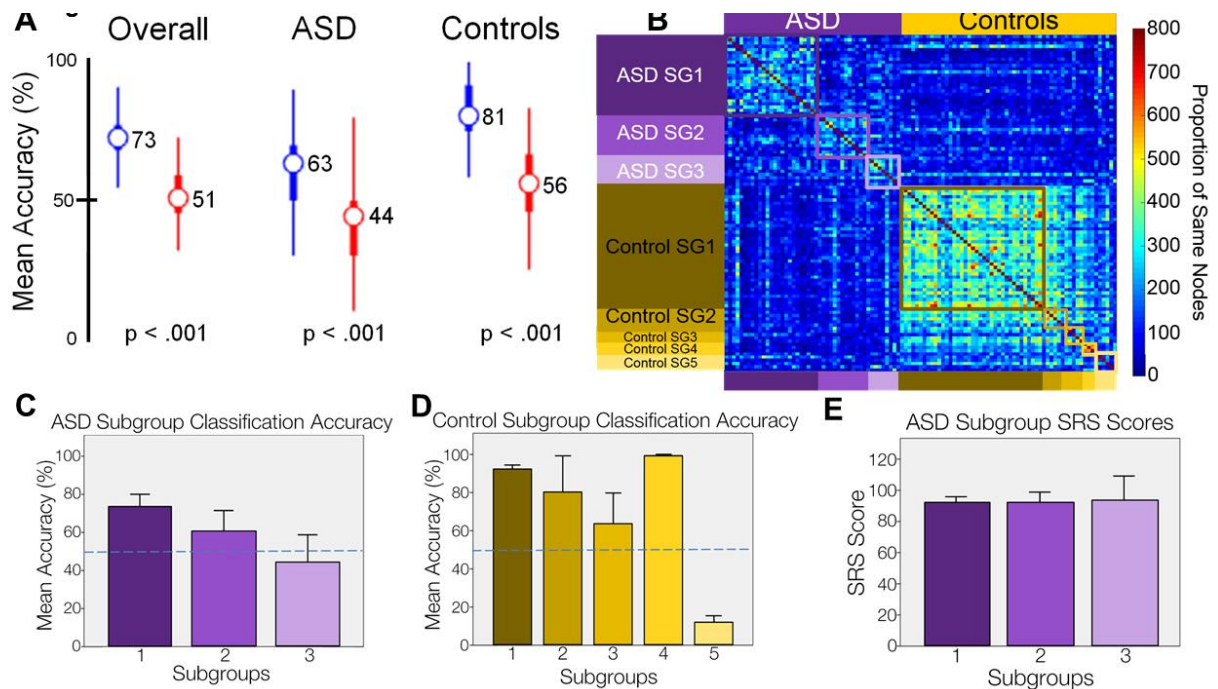 A
Overall
ASD
Controls
Mean Accuracy (%)
100
50
0
73
51
63
44
81
56
p < .001
p < .001
p < .001
B
ASD
Controls
ASD SG1
ASD SG2
ASD SG3
Control SG1
Control SG2
Control SG3
Control SG4
Control SG5
800
700
600
500
400
300
200
100
0
Proportion of Same Nodes
C
ASD Subgroup Classification Accuracy
Mean Accuracy (%)
100
80
60
40
20
0
1 2 3
Subgroups
D
Control Subgroup Classification Accuracy
Mean Accuracy (%)
100
80
60
40
20
0
1 2 3 4 5
Subgroups
E
ASD Subgroup SRS Scores
SRS Score
120
100
80
60
40
20
0
1 2 3
Subgroups